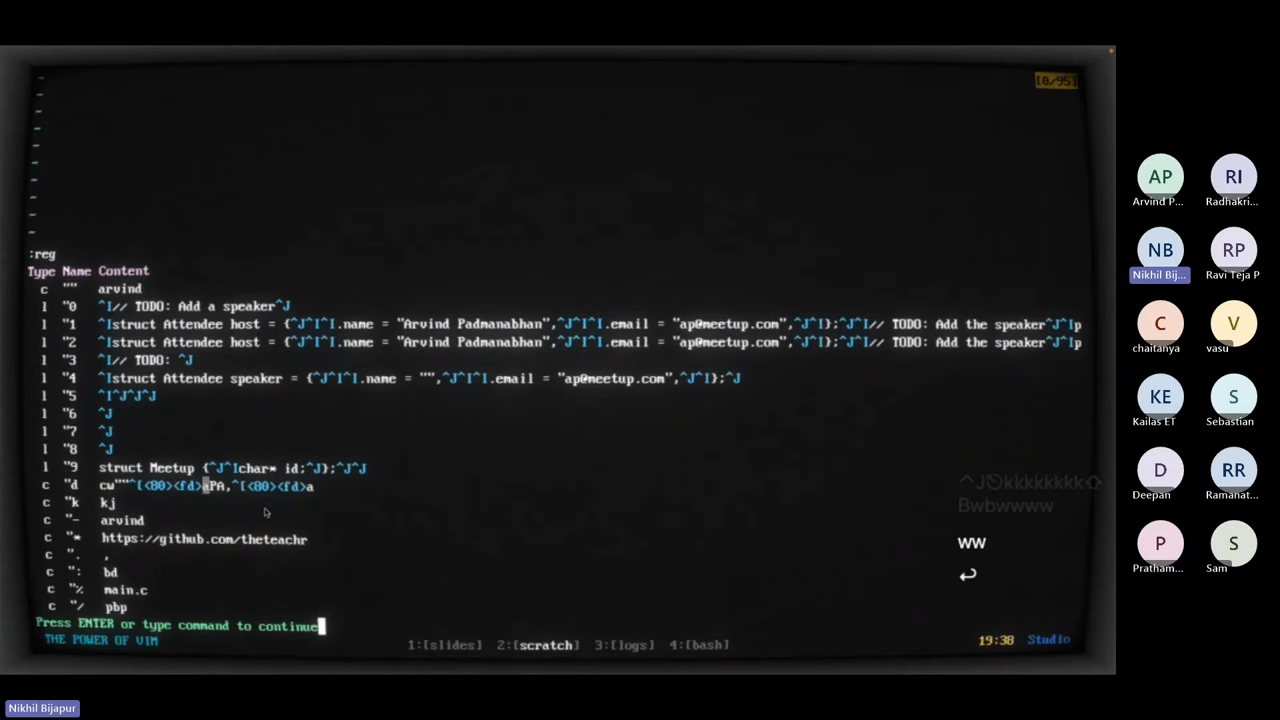 [0/95]
:reg
Type Name Content
c "" arvind
l "0 ^I// TODO: Add a speaker^J
l "1 ^Istruct Attendee host = {^J^I^I.name = "Arvind Padmanabhan",^J^I^I.email = "ap@meetup.com",^J^I};^J^I// TODO: Add the speaker^J^Ip
l "2 ^Istruct Attendee host = {^J^I^I.name = "Arvind Padmanabhan",^J^I^I.email = "ap@meetup.com",^J^I};^J^I// TODO: Add the speaker^J^Ip
l "3 ^I// TODO: ^J
l "4 ^Istruct Attendee speaker = {^J^I^I.name = "",^J^I^I.email = "ap@meetup.com",^J^I};^J
l "5 ^I^J^J^J
l "6 ^J
l "7 ^J
l "8 ^J
l "9 struct Meetup {^J^Ichar* id;^J};^J^J
c "d cw""^[<80><fd>aPA,^[<80><fd>a
c "k kj
c "- arvind
c "* https://github.com/theteachr
c ". ,
c ": bd
c "% main.c
c "/ pbp
Press ENTER or type command to continue
THE POWER OF VIM 1:[slides] 2:[scratch] 3:[logs] 4:[bash] 19:38 Studio
Bwbwwww
ww
AP RI
Arvind P... Radhakri...
NB RP
Nikhil Bij... Ravi Teja P
C V
chaitanya vasu
KE S
Kailas ET Sebastian
D RR
Deepan Ramanat...
P S
Pratham... Sam
Nikhil Bijapur